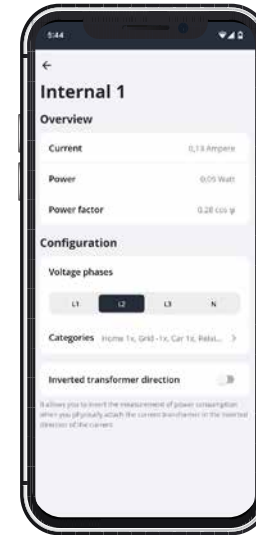 5:44
Internal 1
Overview
Current 0,13 Ampere
Power 0,05 Watt
Power factor 0,28 cos φ
Configuration
Voltage phases
L1 L2 L3 N
Categories Home 1x, Grid -1x, Car 1x, Relai...
Inverted transformer direction
It allows you to invert the measurement of power consumption
when you physically attach the current transformer in the inverted
direction of the current.